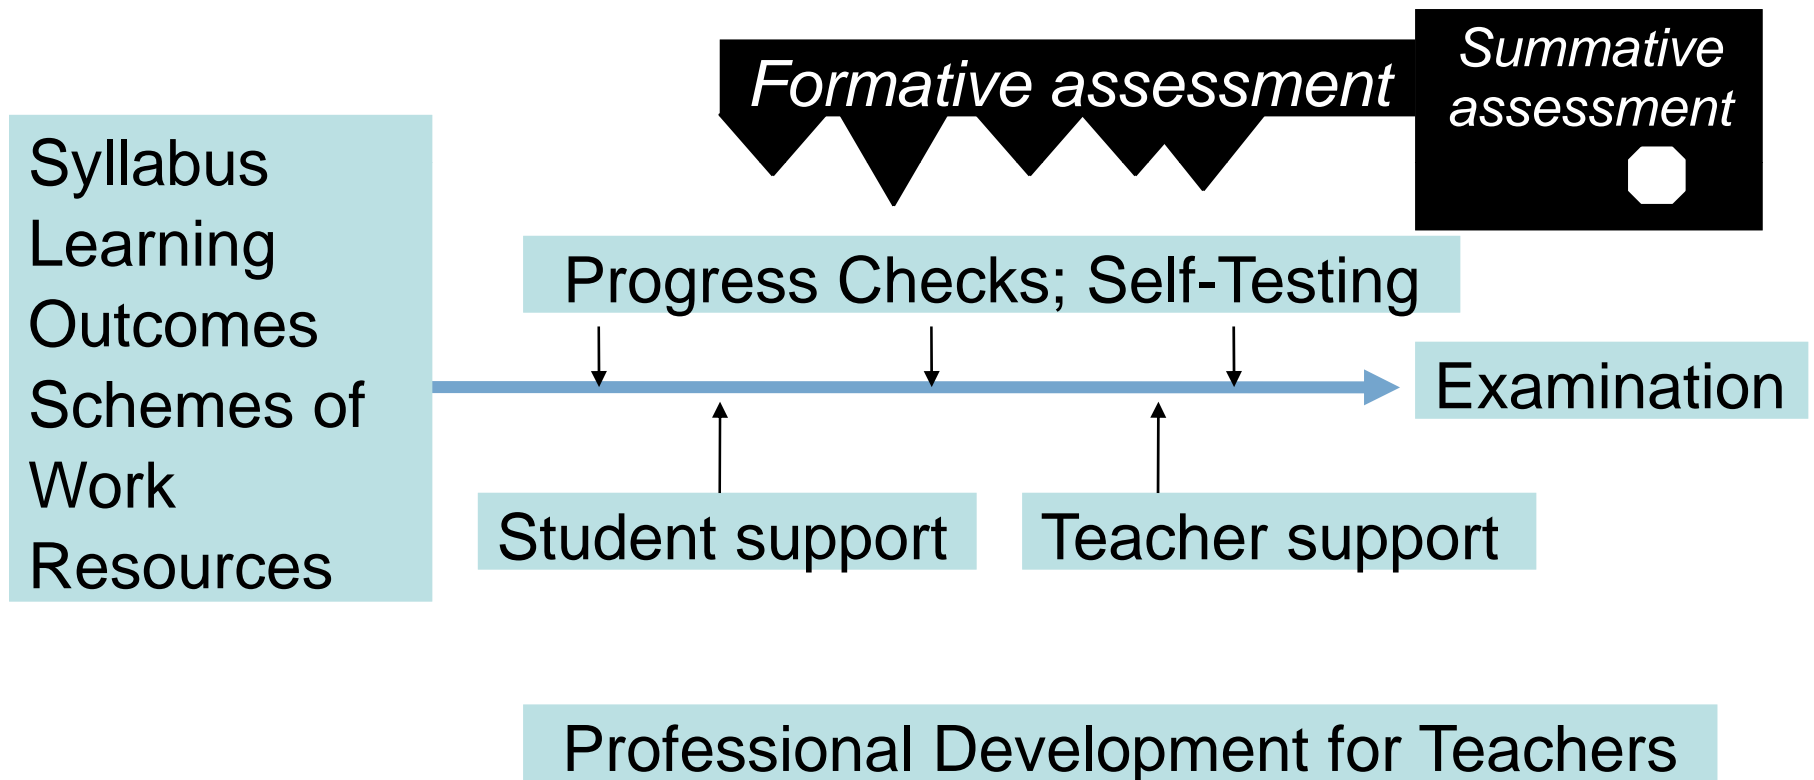 Formative assessment
Summative
assessment
Syllabus
Learning
Outcomes
Schemes of
Work
Resources
Progress Checks; Self-Testing
Examination
Student support
Teacher support
Professional Development for Teachers